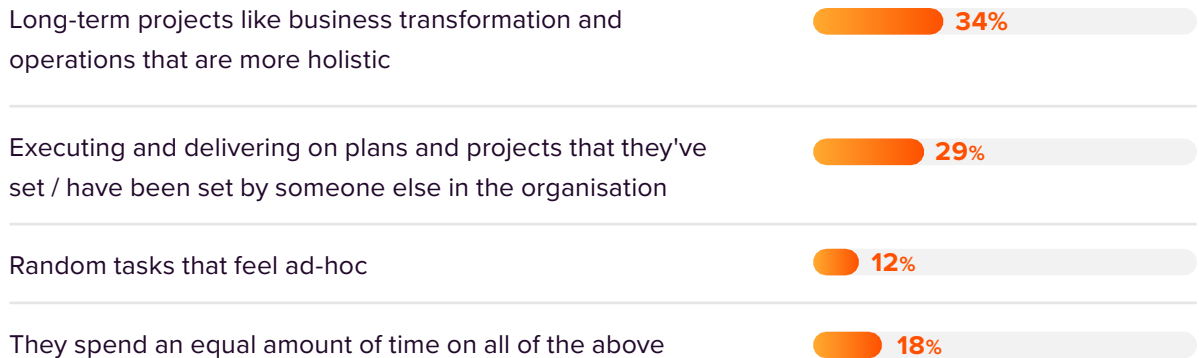 Long-term projects like business transformation and
operations that are more holistic
34%
Executing and delivering on plans and projects that they've
set / have been set by someone else in the organisation
29%
Random tasks that feel ad-hoc
12%
They spend an equal amount of time on all of the above
18%